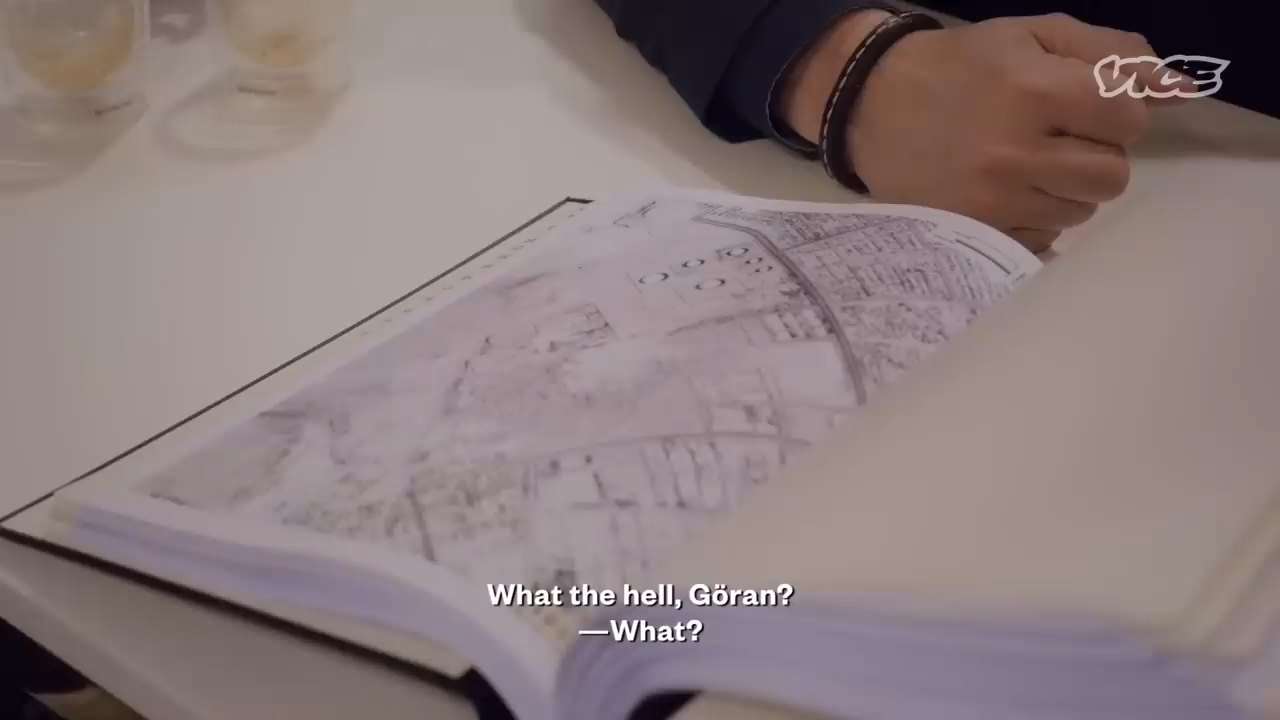 VICE
What the hell, Göran?
—What?